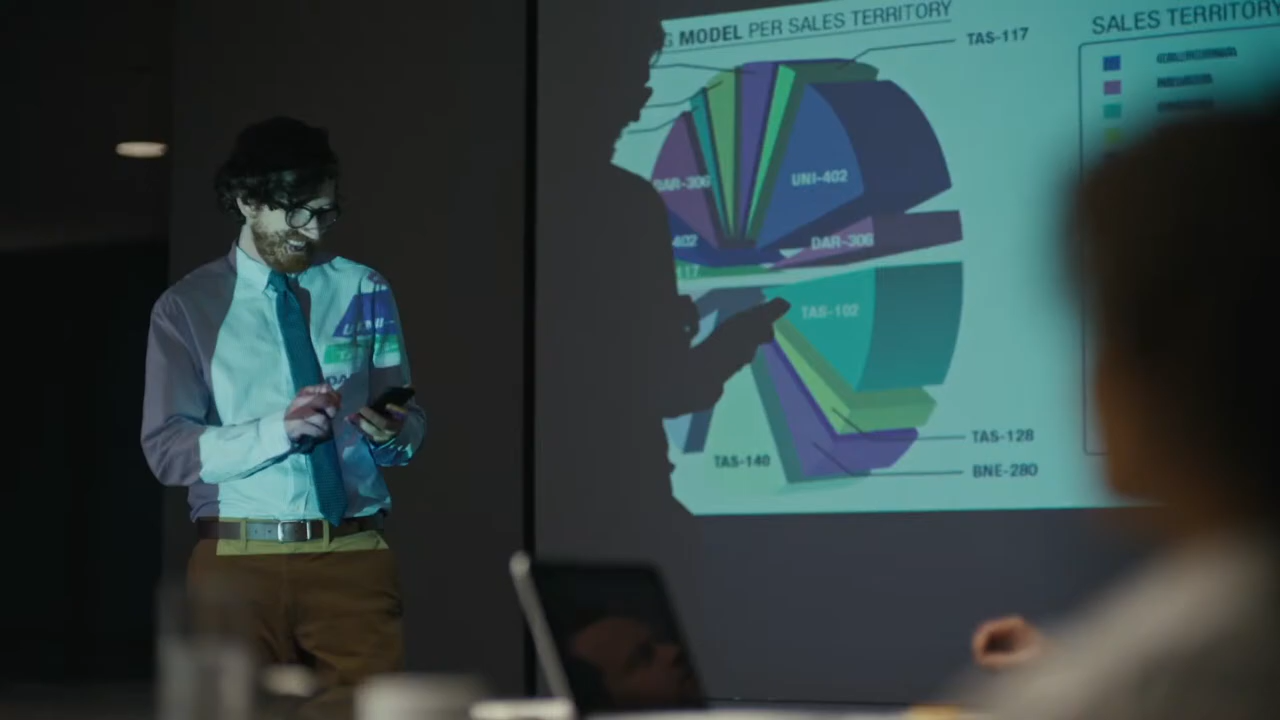 G MODEL PER SALES TERRITORY
SALES TERRITORY
TAS-117
DAR-306
UNI-402
402
DAR-306
117
TAS-102
TAS-128
TAS-140
BNE-280